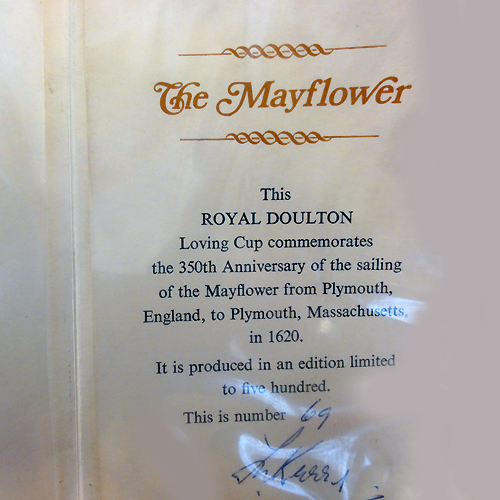 The Mayflower
This
ROYAL DOULTON
Loving Cup commemorates
the 350th Anniversary of the sailing
of the Mayflower from Plymouth,
England, to Plymouth, Massachusetts,
in 1620.
It is produced in an edition limited
to five hundred.
This is number 69